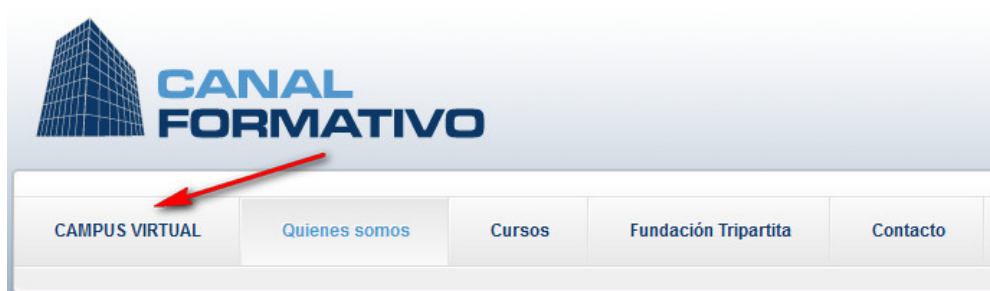 CANAL
FORMATIVO
CAMPUS VIRTUAL Quienes somos Cursos Fundación Tripartita Contacto